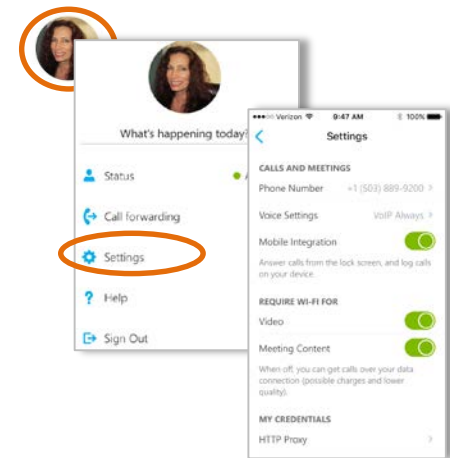 What's happening today?
Status
Call forwarding
Settings
Help
Sign Out
Verizon 9:47 AM 100%
Settings
CALLS AND MEETINGS
Phone Number +1 (503) 889-9200
Voice Settings VoIP Always
Mobile Integration
Answer calls from the lock screen, and log calls
on your device.
REQUIRE WI-FI FOR
Video
Meeting Content
When off, you can get calls over your data
connection (possible charges and lower
quality).
MY CREDENTIALS
HTTP Proxy